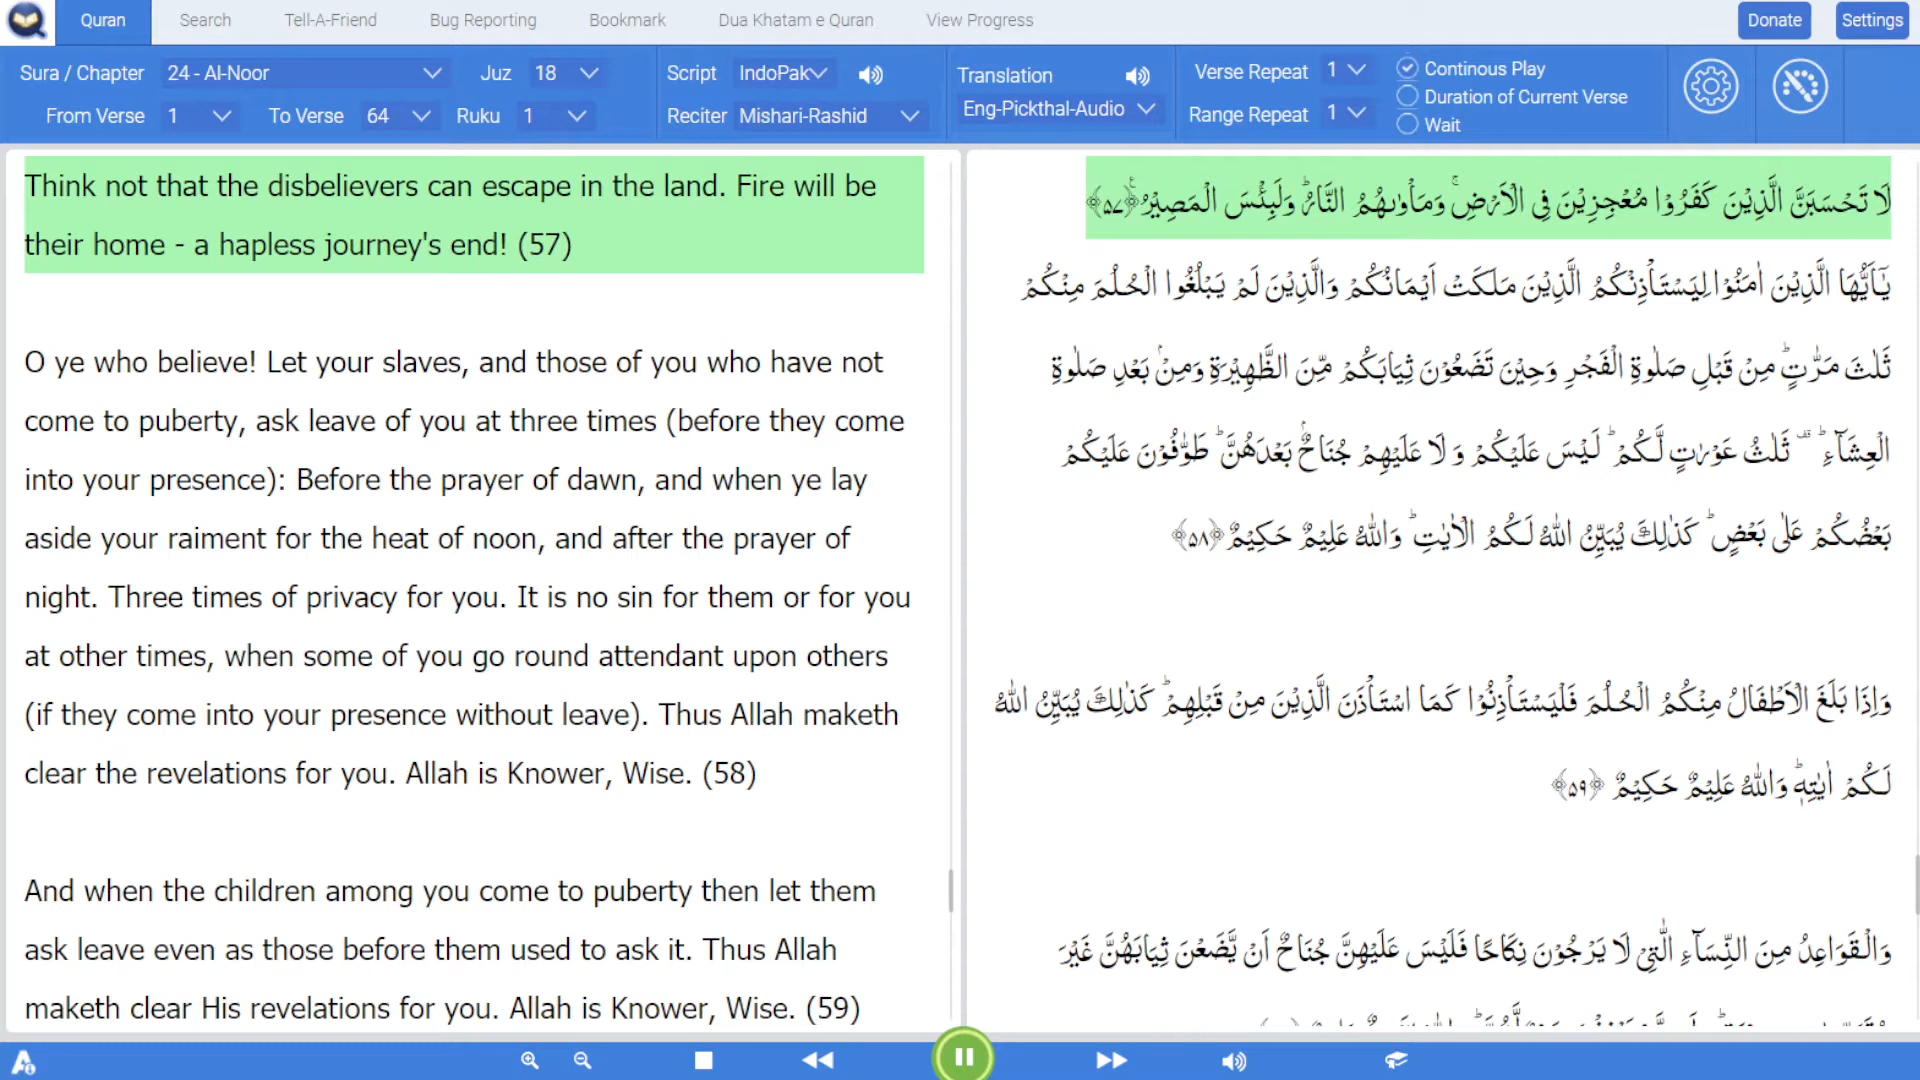 Quran Search Tell-A-Friend Bug Reporting Bookmark Dua Khatam e Quran View Progress Donate Settings
Sura / Chapter 24 - Al-Noor Juz 18 Script IndoPak Translation Verse Repeat 1 Continous Play
Duration of Current Verse
From Verse 1 To Verse 64 Ruku 1 Reciter Mishari-Rashid Eng-Pickthal-Audio Range Repeat 1 Wait
Think not that the disbelievers can escape in the land. Fire will be
their home - a hapless journey's end! (57)
O ye who believe! Let your slaves, and those of you who have not
come to puberty, ask leave of you at three times (before they come
into your presence): Before the prayer of dawn, and when ye lay
aside your raiment for the heat of noon, and after the prayer of
night. Three times of privacy for you. It is no sin for them or for you
at other times, when some of you go round attendant upon others
(if they come into your presence without leave). Thus Allah maketh
clear the revelations for you. Allah is Knower, Wise. (58)
And when the children among you come to puberty then let them
ask leave even as those before them used to ask it. Thus Allah
maketh clear His revelations for you. Allah is Knower, Wise. (59)
لَا تَحْسَبَنَّ الَّذِيْنَ كَفَرُوْا مُعْجِزِيْنَ فِى الْاَرْضِ‌ۚ وَمَاْوٰٮهُمُ النَّارُ‌ؕ وَلَبِئْسَ الْمَصِيْرُ‏ ﴿۵۷﴾
يٰۤـاَيُّهَا الَّذِيْنَ اٰمَنُوْا لِيَسْتَـاْذِنْكُمُ الَّذِيْنَ مَلَكَتْ اَيْمَانُكُمْ وَالَّذِيْنَ لَمْ يَـبْلُغُوا الْحُـلُمَ مِنْكُمْ
ثَلٰثَ مَرّٰتٍ‌ؕ مِنْ قَبْلِ صَلٰوةِ الْفَجْرِ وَحِيْنَ تَضَعُوْنَ ثِيَابَكُمْ مِّنَ الظَّهِيْرَةِ وَمِنْۢ بَعْدِ صَلٰوةِ
الْعِشَآءِ ‌ؕ‌ ۗ ثَلٰثُ عَوْرٰتٍ لَّـكُمْ‌ ؕ لَـيْسَ عَلَيْكُمْ وَ لَا عَلَيْهِمْ جُنَاحٌۢ بَعْدَهُنَّ‌ ؕ طَوّٰفُوْنَ عَلَيْكُمْ
بَعْضُكُمْ عَلٰى بَعْضٍ‌ ؕ كَذٰلِكَ يُبَيِّنُ اللّٰهُ لَـكُمُ الْاٰيٰتِ‌ ؕ وَاللّٰهُ عَلِيْمٌ حَكِيْمٌ‏ ﴿۵۸﴾
وَاِذَا بَلَغَ الْاَطْفَالُ مِنْكُمُ الْحُـلُمَ فَلْيَسْتَـاْذِنُوْا كَمَا اسْتَـاْذَنَ الَّذِيْنَ مِنْ قَبْلِهِمْ‌ؕ كَذٰلِكَ يُبَيِّنُ اللّٰهُ
لَـكُمْ اٰيٰتِهٖ‌ؕ وَاللّٰهُ عَلِيْمٌ حَكِيْمٌ‏ ﴿۵۹﴾
وَالْـقَوَاعِدُ مِنَ النِّسَآءِ الّٰتِىْ لَا يَرْجُوْنَ نِكَاحًا فَلَيْسَ عَلَيْهِنَّ جُنَاحٌ اَنْ يَّضَعْنَ ثِيَابَهُنَّ غَيْرَ